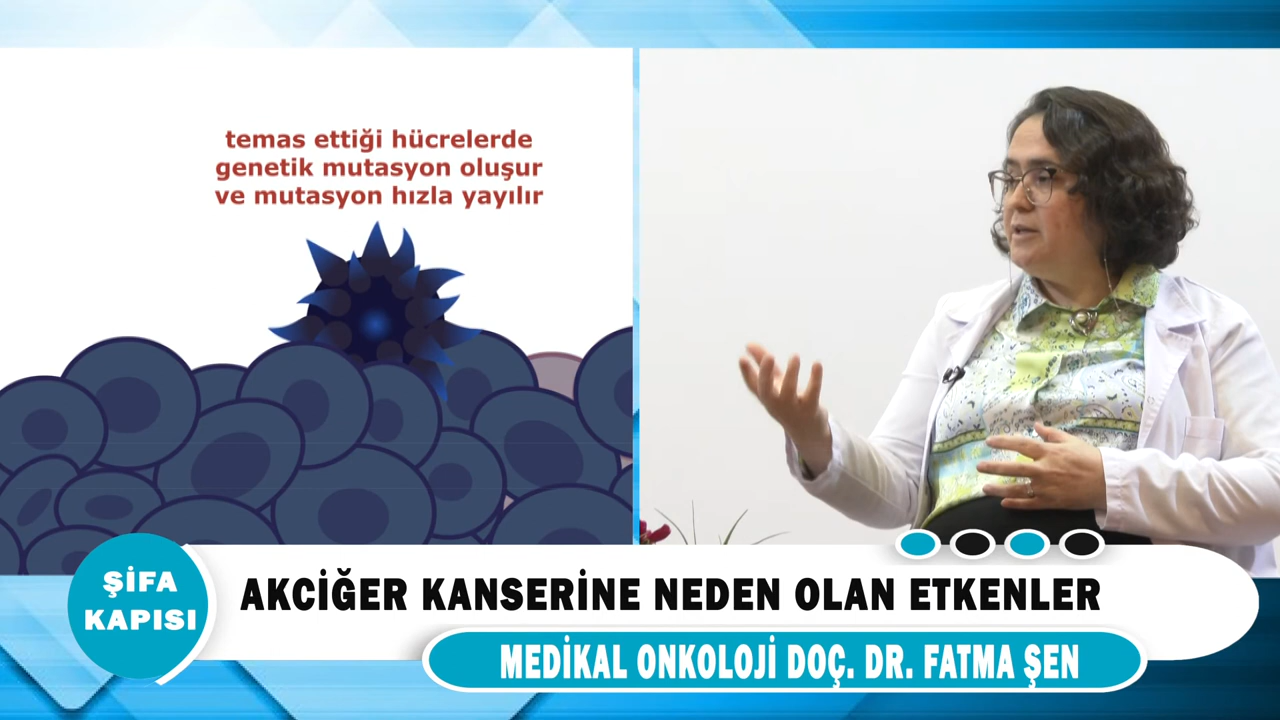 temas ettiği hücrelerde
genetik mutasyon oluşur
ve mutasyon hızla yayılır
ŞİFA
KAPISI
AKCİĞER KANSERİNE NEDEN OLAN ETKENLER
MEDİKAL ONKOLOJİ DOÇ. DR. FATMA ŞEN